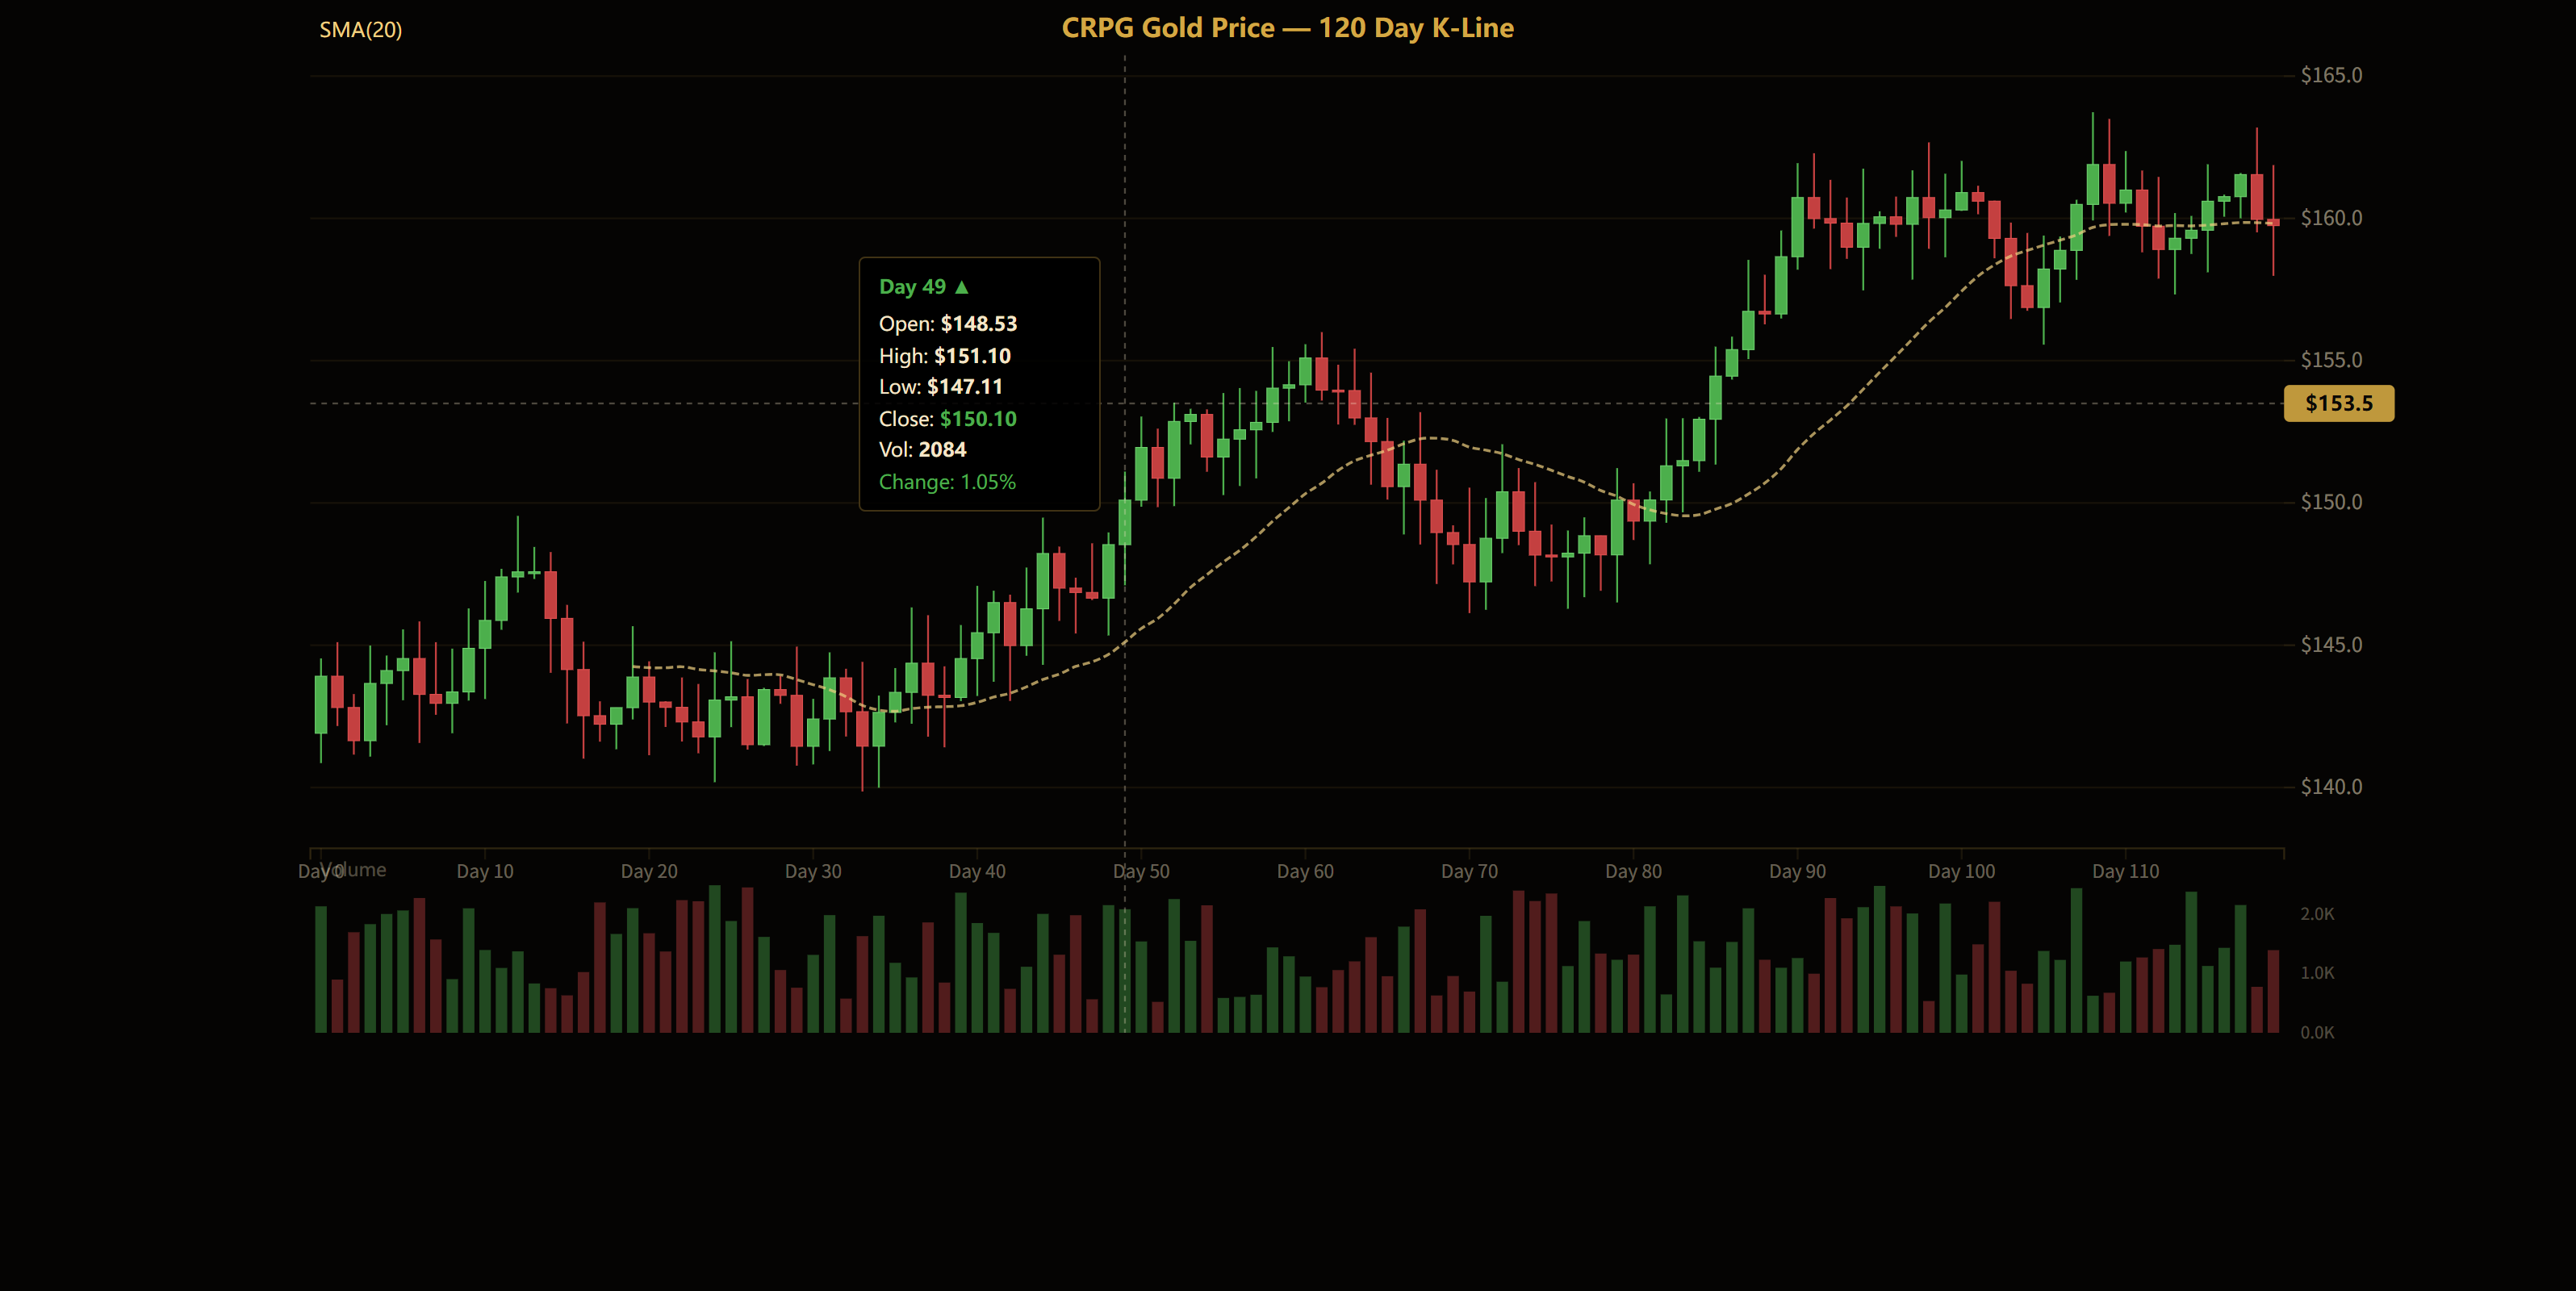 SMA(20)
CRPG Gold Price — 120 Day K-Line
$165.0
$160.0
$155.0
$153.5
$150.0
$145.0
$140.0
Day 49 ▲
Open: $148.53
High: $151.10
Low: $147.11
Close: $150.10
Vol: 2084
Change: 1.05%
Day 0
Day 10
Day 20
Day 30
Day 40
Day 50
Day 60
Day 70
Day 80
Day 90
Day 100
Day 110
Volume
2.0K
1.0K
0.0K